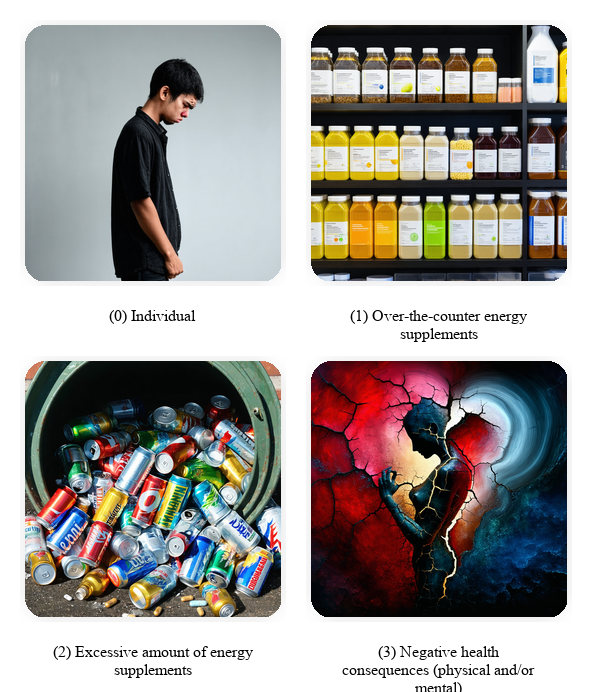 (0) Individual
(1) Over-the-counter energy
supplements
(2) Excessive amount of energy
supplements
(3) Negative health
consequences (physical and/or
mental)